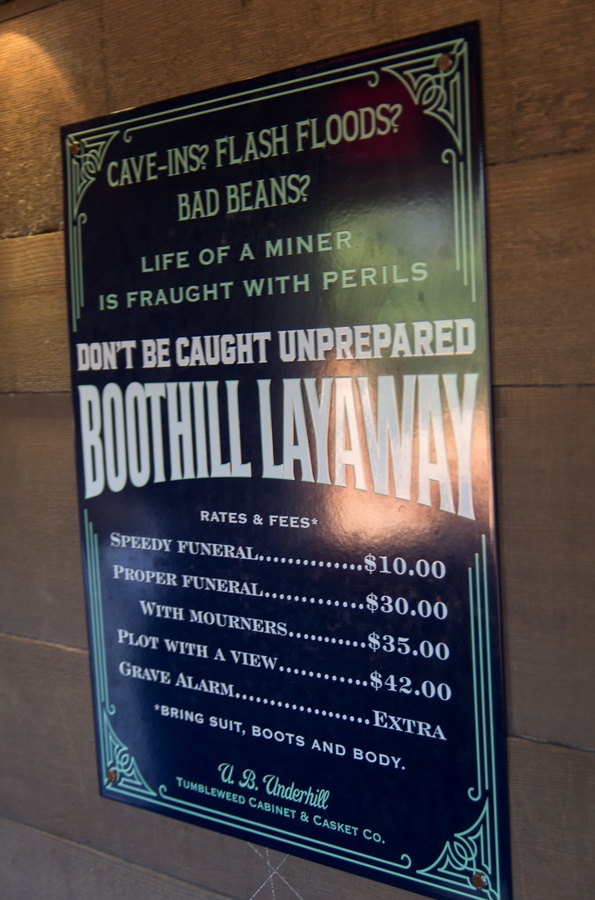 CAVE-INS? FLASH FLOODS?
BAD BEANS?
LIFE OF A MINER
IS FRAUGHT WITH PERILS
DON'T BE CAUGHT UNPREPARED
BOOTHILL LAYAWAY
RATES & FEES*
SPEEDY FUNERAL..............$10.00
PROPER FUNERAL.............$30.00
WITH MOURNERS..........$35.00
PLOT WITH A VIEW............$42.00
GRAVE ALARM.....................EXTRA
*BRING SUIT, BOOTS AND BODY.
U. B. Underhill
TUMBLEWEED CABINET & CASKET CO.